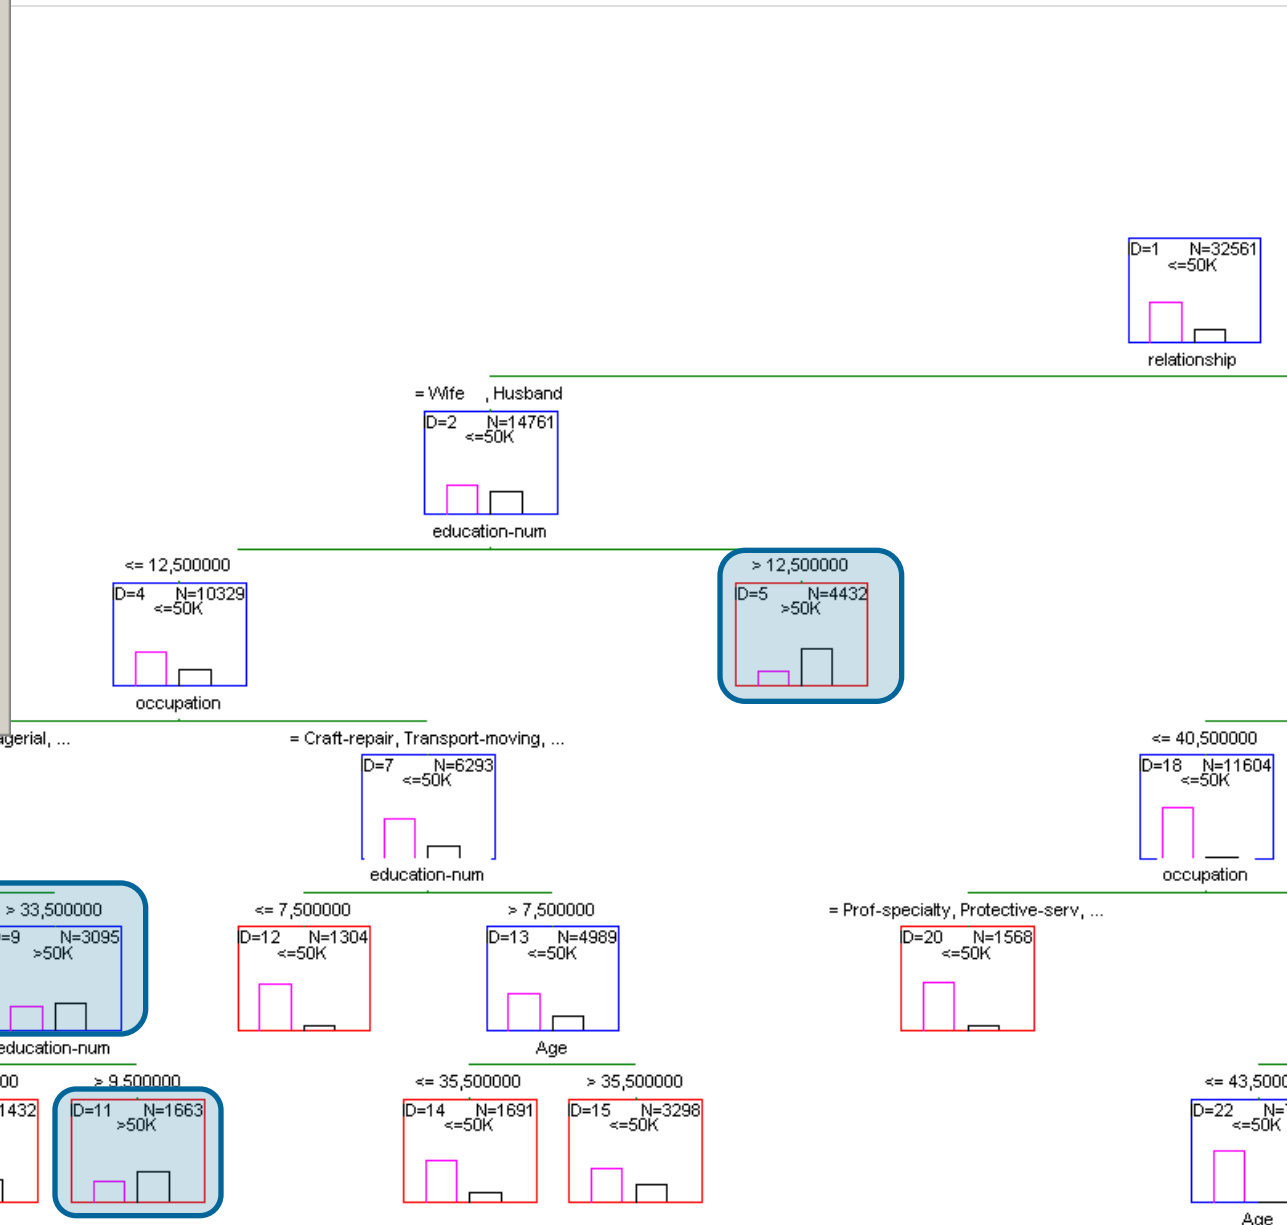 D=1 N=32561
<=50K
relationship
= Wife , Husband
D=2 N=14761
<=50K
education-num
<= 12,500000
> 12,500000
D=4 N=10329
<=50K
D=5 N=4432
>50K
occupation
agerial, ...
= Craft-repair, Transport-moving, ...
<= 40,500000
D=7 N=6293
<=50K
D=18 N=11604
<=50K
education-num
occupation
> 33,500000
<= 7,500000
> 7,500000
= Prof-specialty, Protective-serv, ...
=9 N=3095
>50K
D=12 N=1304
<=50K
D=13 N=4989
<=50K
D=20 N=1568
<=50K
education-num
Age
00
> 9,500000
<= 35,500000
> 35,500000
<= 43,5000
1432
D=11 N=1663
>50K
D=14 N=1691
<=50K
D=15 N=3298
<=50K
D=22 N=
<=50K
Age